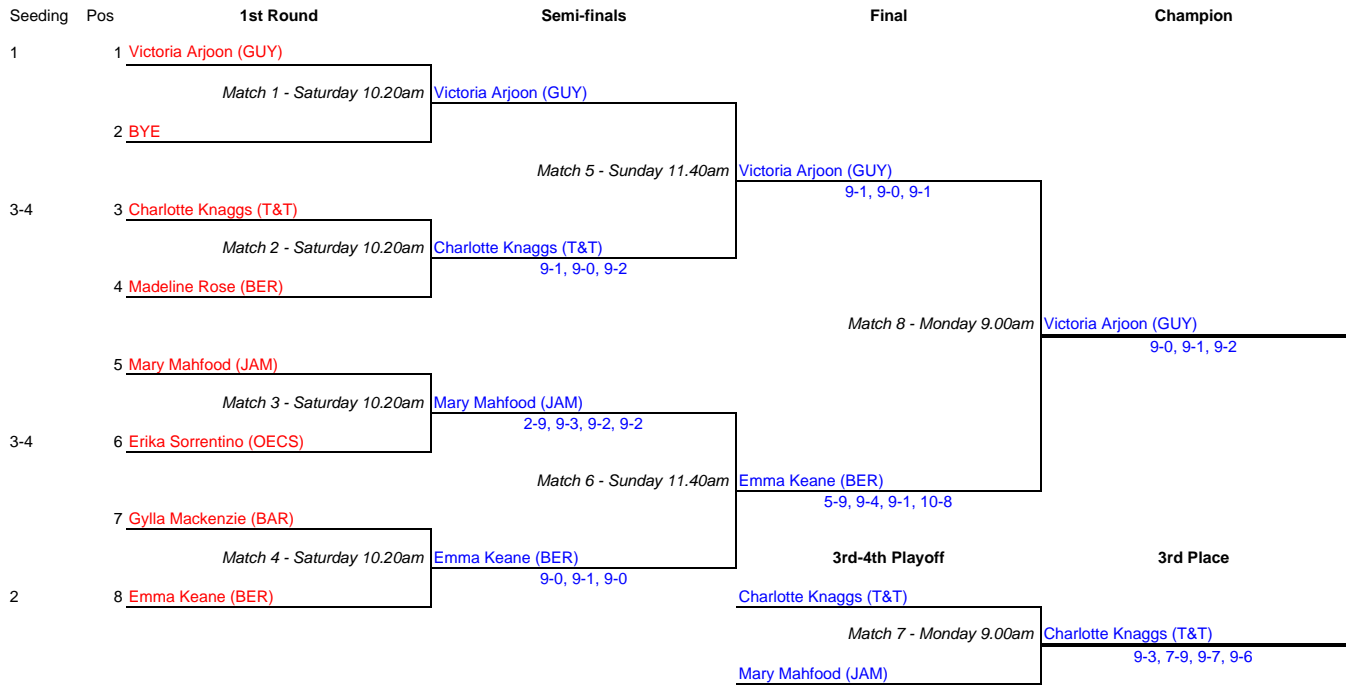 Seeding Pos 1st Round Semi-finals Final Champion
1 1 Victoria Arjoon (GUY)
Match 1 - Saturday 10.20am Victoria Arjoon (GUY)
2 BYE
Match 5 - Sunday 11.40am Victoria Arjoon (GUY)
9-1, 9-0, 9-1
3-4 3 Charlotte Knaggs (T&T)
Match 2 - Saturday 10.20am Charlotte Knaggs (T&T)
9-1, 9-0, 9-2
4 Madeline Rose (BER)
Match 8 - Monday 9.00am Victoria Arjoon (GUY)
9-0, 9-1, 9-2
5 Mary Mahfood (JAM)
Match 3 - Saturday 10.20am Mary Mahfood (JAM)
2-9, 9-3, 9-2, 9-2
3-4 6 Erika Sorrentino (OECS)
Match 6 - Sunday 11.40am Emma Keane (BER)
5-9, 9-4, 9-1, 10-8
7 Gylla Mackenzie (BAR)
Match 4 - Saturday 10.20am Emma Keane (BER) 3rd-4th Playoff 3rd Place
9-0, 9-1, 9-0
2 8 Emma Keane (BER) Charlotte Knaggs (T&T)
Match 7 - Monday 9.00am Charlotte Knaggs (T&T)
9-3, 7-9, 9-7, 9-6
Mary Mahfood (JAM)